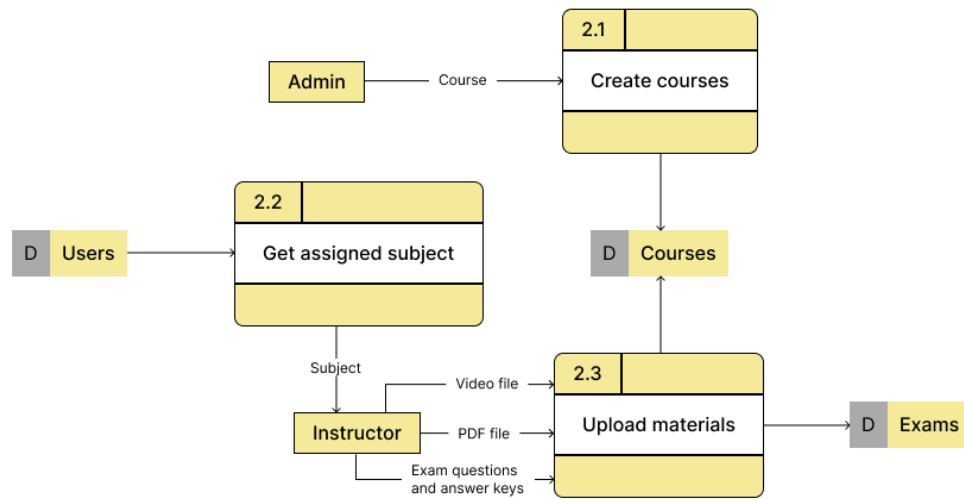 2.1
Admin
Course
Create courses
2.2
D
Users
Get assigned subject
D
Courses
Subject
2.3
Video file
Instructor
PDF file
Upload materials
D
Exams
Exam questions
and answer keys